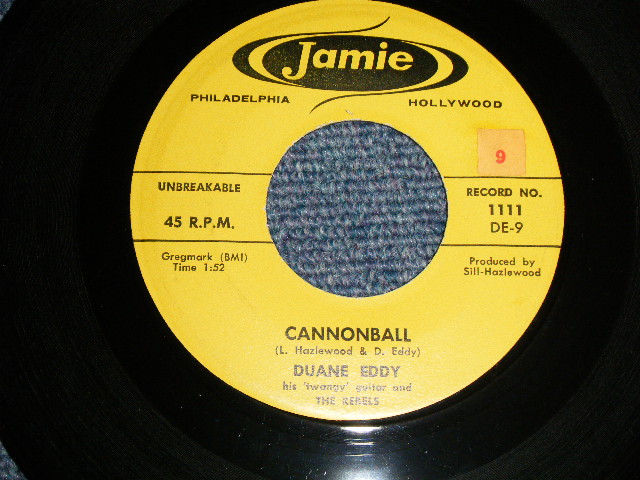 Jamie
PHILADELPHIA HOLLYWOOD
9
UNBREAKABLE
45 R.P.M.
RECORD NO.
1111
DE-9
Gregmark (BMI)
Time 1:52
Produced by
Sill-Hazlewood
CANNONBALL
(L. Hazlewood & D. Eddy)
DUANE EDDY
his 'twangy' guitar and
THE REBELS